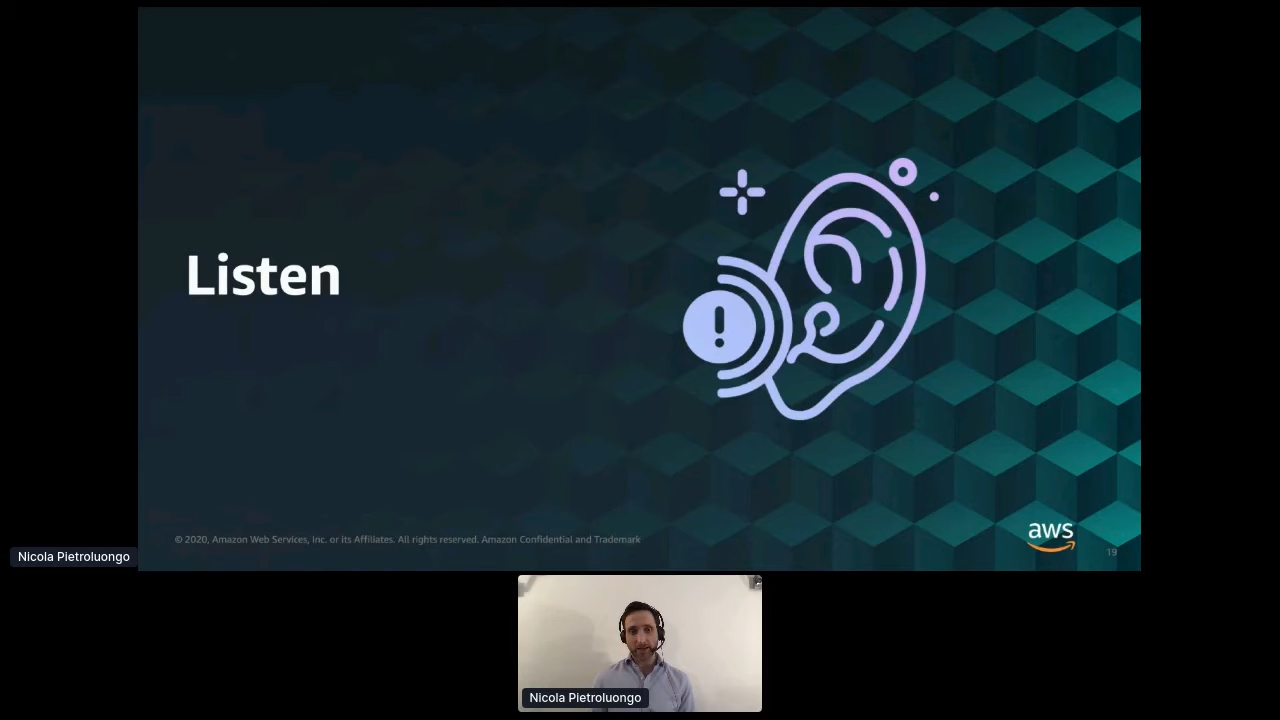 Listen
© 2020, Amazon Web Services, Inc. or its Affiliates. All rights reserved. Amazon Confidential and Trademark
aws
19
Nicola Pietroluongo
Nicola Pietroluongo